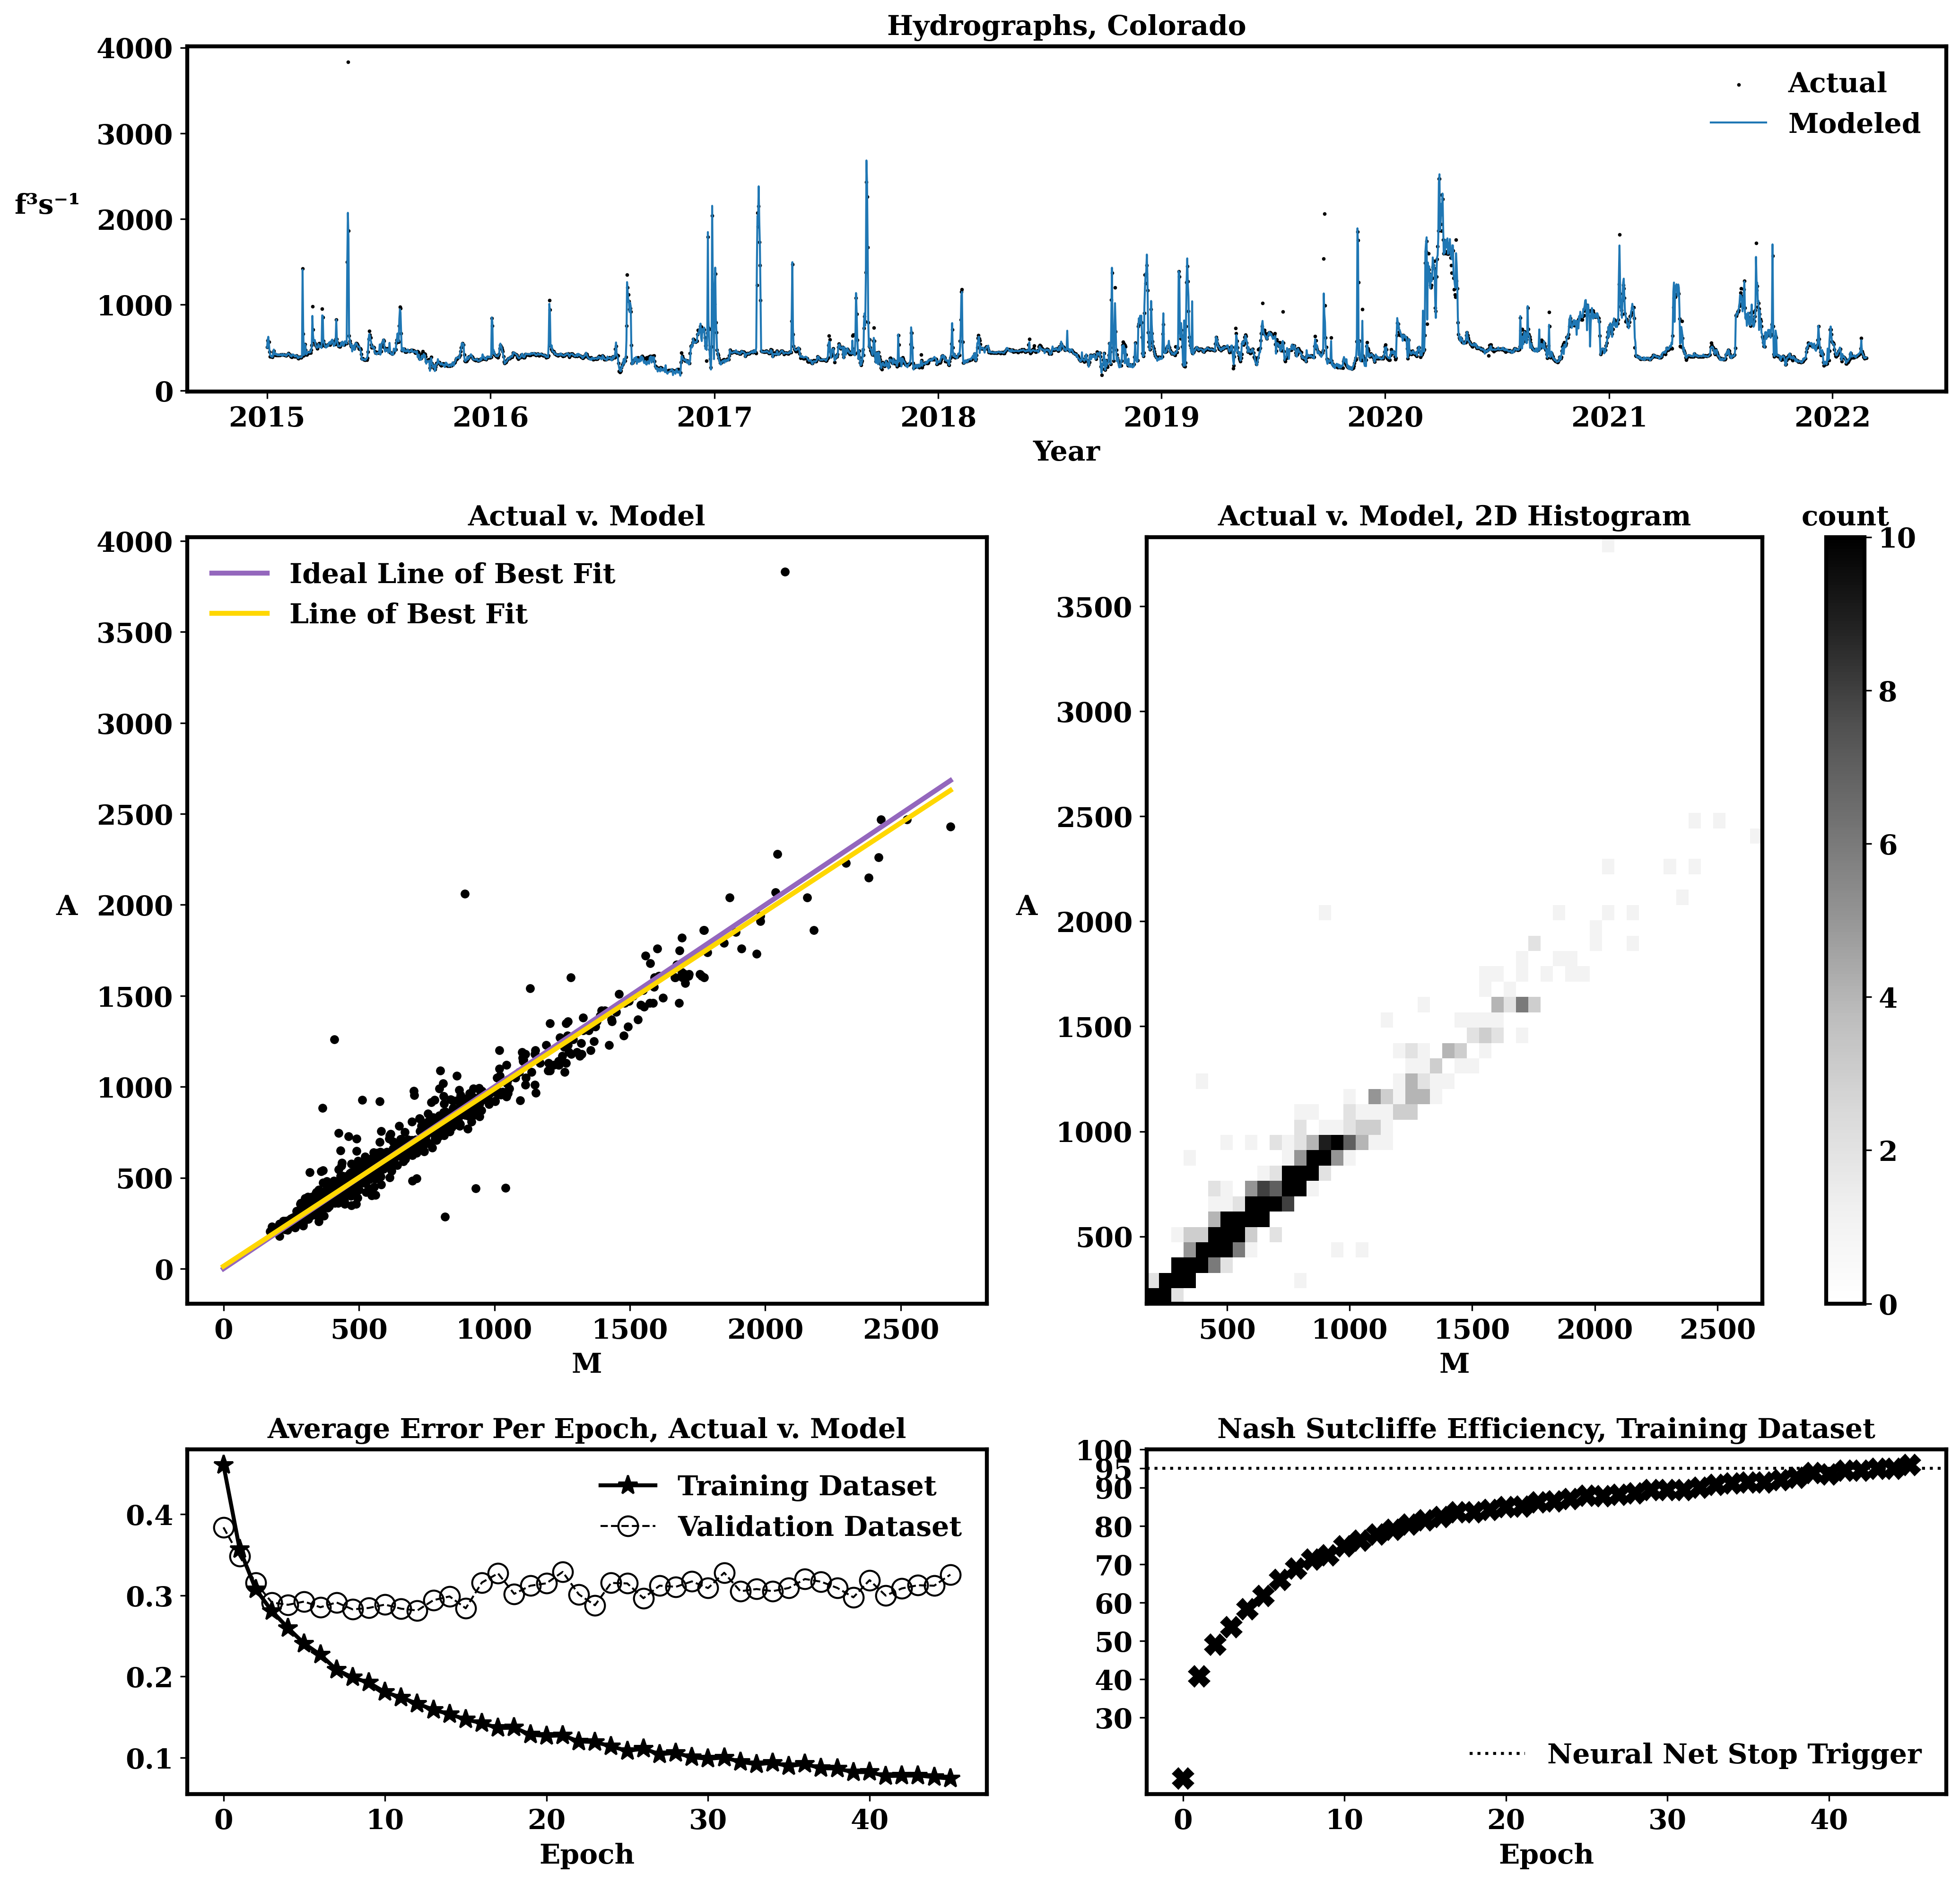 Hydrographs, Colorado
4000
3000
2000
1000
0
f³s⁻¹
Actual
Modeled
2015 2016 2017 2018 2019 2020 2021 2022
Year
Actual v. Model
4000
3500
3000
2500
2000
1500
1000
500
0
A
Ideal Line of Best Fit
Line of Best Fit
0 500 1000 1500 2000 2500
M
Actual v. Model, 2D Histogram
3500
3000
2500
2000
1500
1000
500
A
500 1000 1500 2000 2500
M
count
10
8
6
4
2
0
Average Error Per Epoch, Actual v. Model
0.4
0.3
0.2
0.1
Training Dataset
Validation Dataset
0 10 20 30 40
Epoch
Nash Sutcliffe Efficiency, Training Dataset
100
95
90
80
70
60
50
40
30
Neural Net Stop Trigger
0 10 20 30 40
Epoch